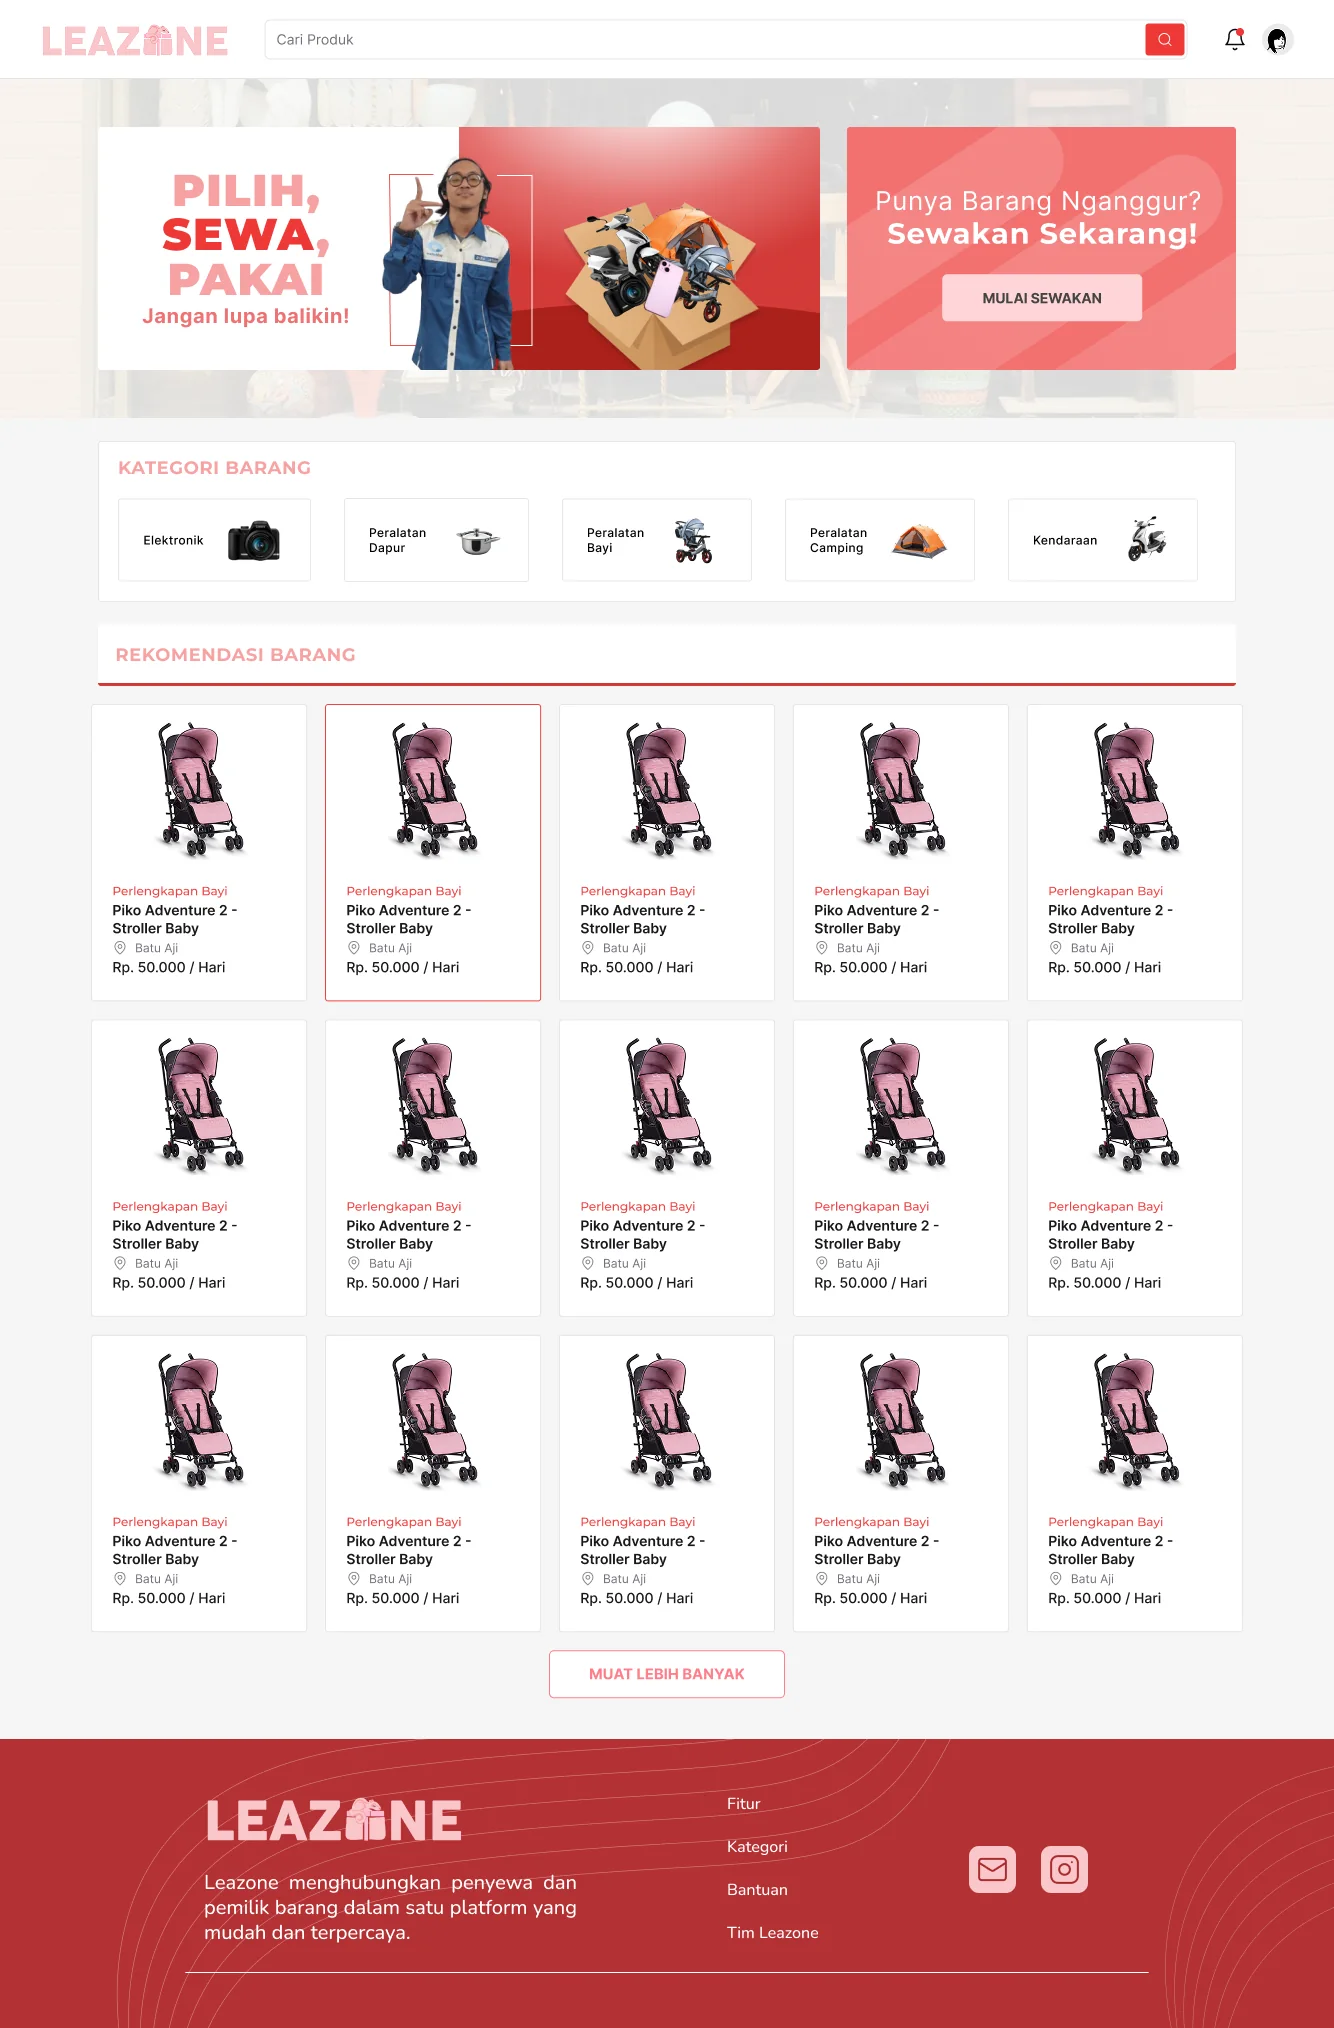 LEAZONE
Cari Produk
PILIH,
SEWA,
PAKAI
Jangan lupa balikin!
Punya Barang Nganggur?
Sewakan Sekarang!
MULAI SEWAKAN
KATEGORI BARANG
Elektronik
Peralatan
Dapur
Peralatan
Bayi
Peralatan
Camping
Kendaraan
REKOMENDASI BARANG
Perlengkapan Bayi
Piko Adventure 2 -
Stroller Baby
Batu Aji
Rp. 50.000 / Hari
Perlengkapan Bayi
Piko Adventure 2 -
Stroller Baby
Batu Aji
Rp. 50.000 / Hari
Perlengkapan Bayi
Piko Adventure 2 -
Stroller Baby
Batu Aji
Rp. 50.000 / Hari
Perlengkapan Bayi
Piko Adventure 2 -
Stroller Baby
Batu Aji
Rp. 50.000 / Hari
Perlengkapan Bayi
Piko Adventure 2 -
Stroller Baby
Batu Aji
Rp. 50.000 / Hari
Perlengkapan Bayi
Piko Adventure 2 -
Stroller Baby
Batu Aji
Rp. 50.000 / Hari
Perlengkapan Bayi
Piko Adventure 2 -
Stroller Baby
Batu Aji
Rp. 50.000 / Hari
Perlengkapan Bayi
Piko Adventure 2 -
Stroller Baby
Batu Aji
Rp. 50.000 / Hari
Perlengkapan Bayi
Piko Adventure 2 -
Stroller Baby
Batu Aji
Rp. 50.000 / Hari
Perlengkapan Bayi
Piko Adventure 2 -
Stroller Baby
Batu Aji
Rp. 50.000 / Hari
Perlengkapan Bayi
Piko Adventure 2 -
Stroller Baby
Batu Aji
Rp. 50.000 / Hari
Perlengkapan Bayi
Piko Adventure 2 -
Stroller Baby
Batu Aji
Rp. 50.000 / Hari
Perlengkapan Bayi
Piko Adventure 2 -
Stroller Baby
Batu Aji
Rp. 50.000 / Hari
Perlengkapan Bayi
Piko Adventure 2 -
Stroller Baby
Batu Aji
Rp. 50.000 / Hari
Perlengkapan Bayi
Piko Adventure 2 -
Stroller Baby
Batu Aji
Rp. 50.000 / Hari
MUAT LEBIH BANYAK
LEAZONE
Leazone menghubungkan penyewa dan
pemilik barang dalam satu platform yang
mudah dan terpercaya.
Fitur
Kategori
Bantuan
Tim Leazone